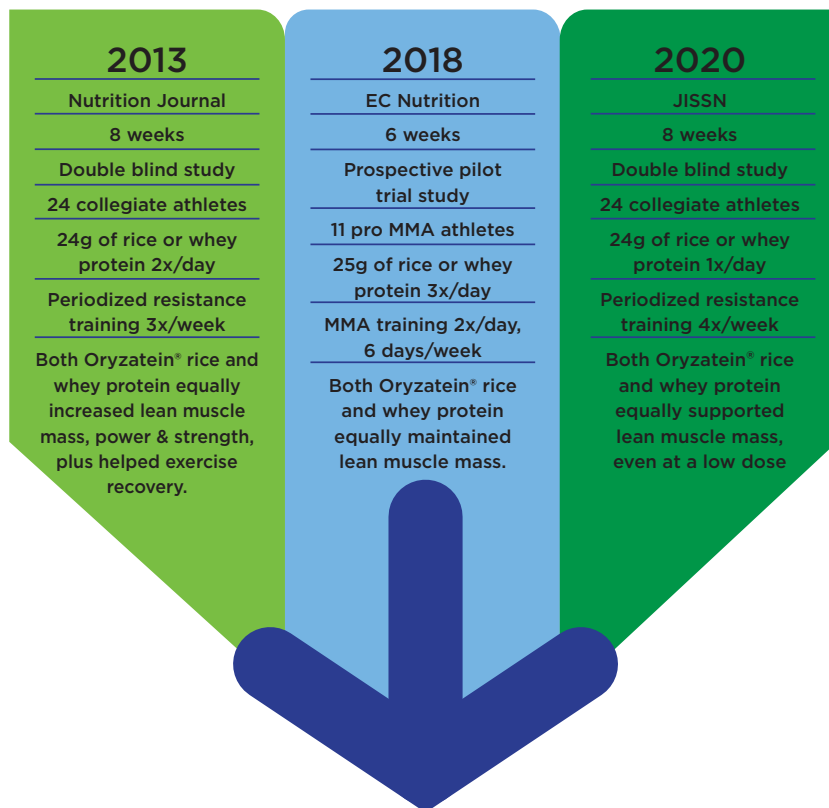 2013
Nutrition Journal
8 weeks
Double blind study
24 collegiate athletes
24g of rice or whey
protein 2x/day
Periodized resistance
training 3x/week
Both Oryzatein® rice and
whey protein equally
increased lean muscle
mass, power & strength,
plus helped exercise
recovery.
2018
EC Nutrition
6 weeks
Prospective pilot
trial study
11 pro MMA athletes
25g of rice or whey
protein 3x/day
MMA training 2x/day,
6 days/week
Both Oryzatein® rice
and whey protein
equally maintained
lean muscle mass.
2020
JISSN
8 weeks
Double blind study
24 collegiate athletes
24g of rice or whey
protein 1x/day
Periodized resistance
training 4x/week
Both Oryzatein® rice
and whey protein
equally supported
lean muscle mass,
even at a low dose